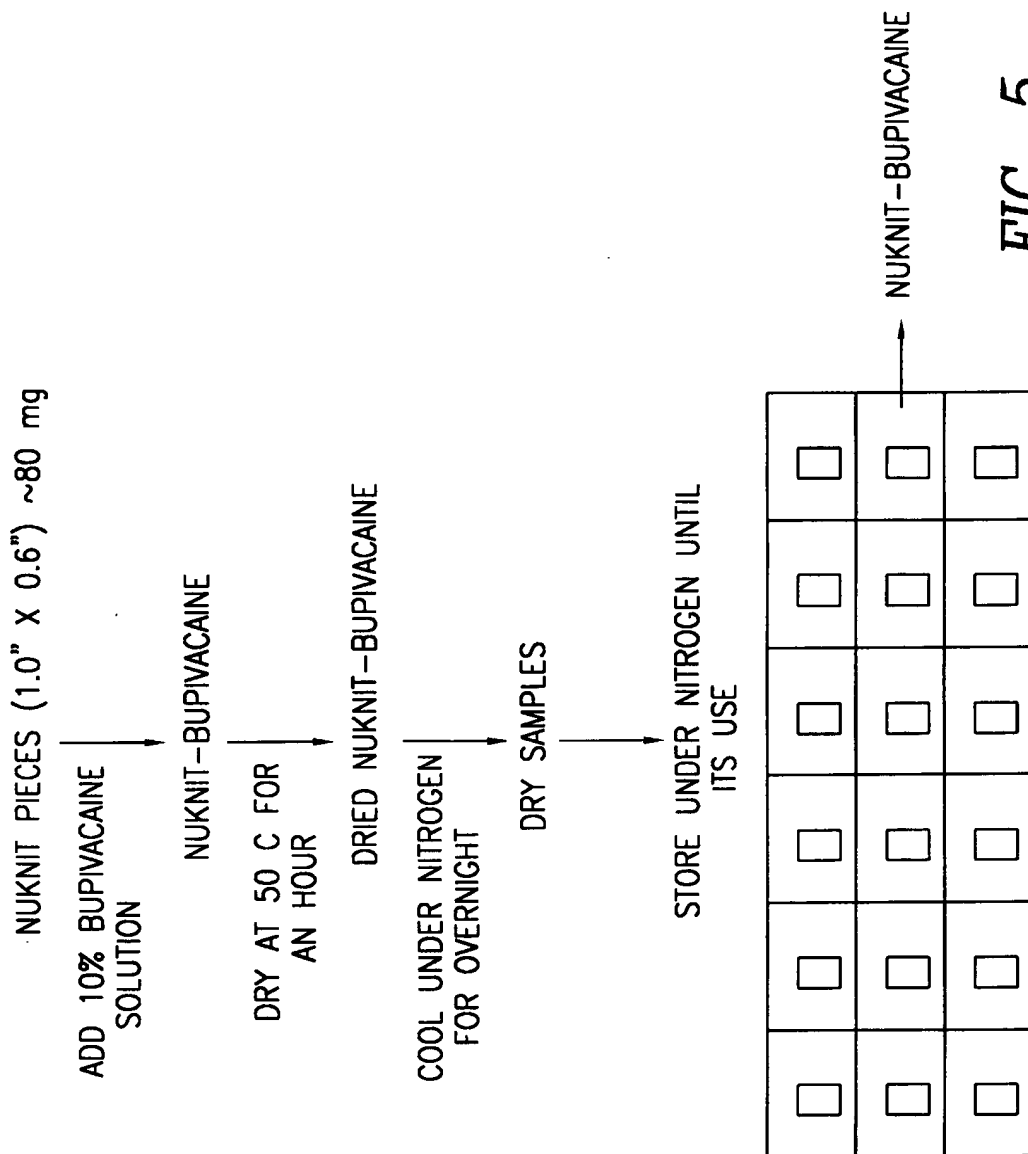 NUKNIT PIECES (1.0" X 0.6") ~80 mg
ADD 10% BUPIVACAINE
SOLUTION
NUKNIT-BUPIVACAINE
DRY AT 50 C FOR
AN HOUR
DRIED NUKNIT-BUPIVACAINE
COOL UNDER NITROGEN
FOR OVERNIGHT
DRY SAMPLES
STORE UNDER NITROGEN UNTIL
ITS USE
NUKNIT-BUPIVACAINE
FIG. 5